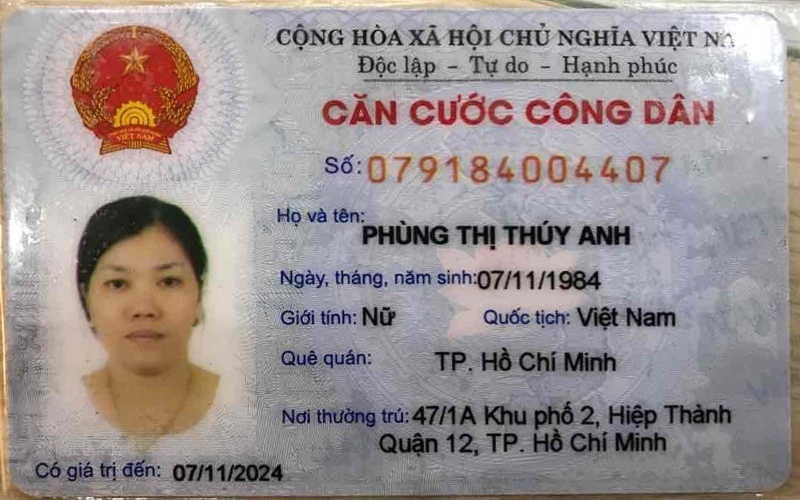 CỘNG HÒA XÃ HỘI CHỦ NGHĨA VIỆT NA
Độc lập - Tự do - Hạnh phúc
CĂN CƯỚC CÔNG DÂN
Số: 079184004407
Họ và tên:
PHÙNG THỊ THÚY ANH
Ngày, tháng, năm sinh: 07/11/1984
Giới tính: Nữ Quốc tịch: Việt Nam
Quê quán: TP. Hồ Chí Minh
Nơi thường trú: 47/1A Khu phố 2, Hiệp Thành
Quận 12, TP. Hồ Chí Minh
Có giá trị đến: 07/11/2024